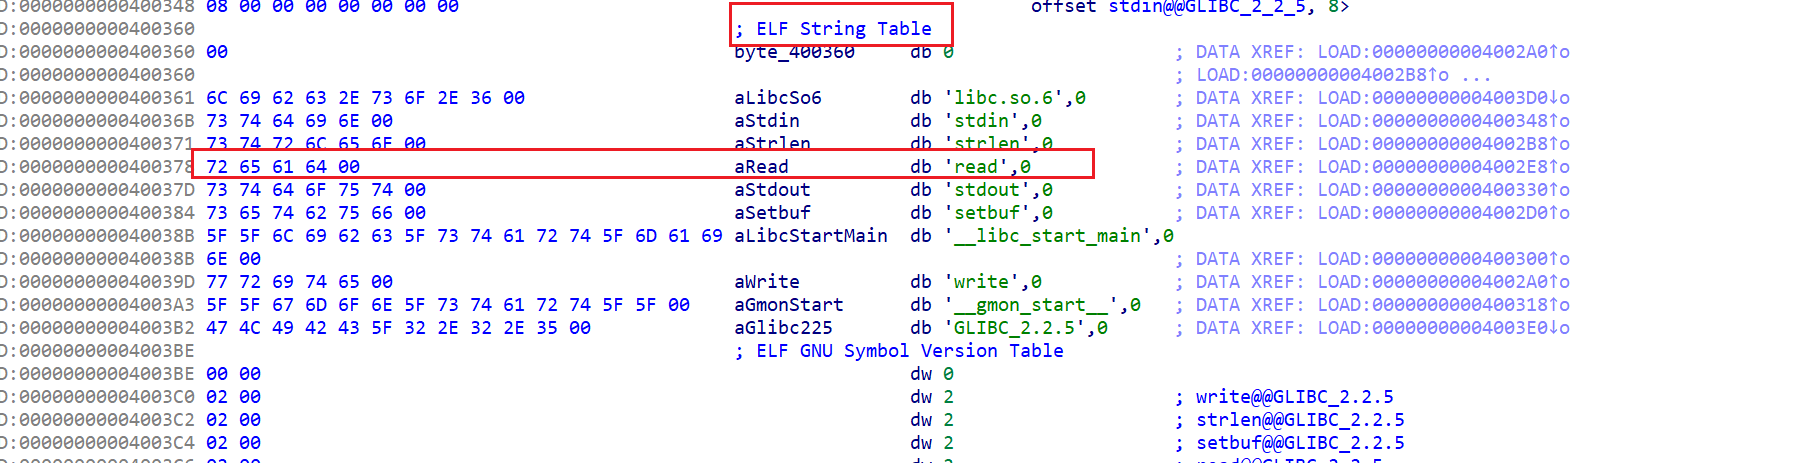 D:0000000000400348 08 00 00 00 00 00 00 00 offset stdin@@GLIBC_2_2_5, 8>
D:0000000000400360 ; ELF String Table
D:0000000000400360 00 byte_400360 db 0 ; DATA XREF: LOAD:00000000004002A0↑o
D:0000000000400360 ; LOAD:00000000004002B8↑o ...
D:0000000000400361 6C 69 62 63 2E 73 6F 2E 36 00 aLibcSo6 db 'libc.so.6',0 ; DATA XREF: LOAD:00000000004003D0↓o
D:000000000040036B 73 74 64 69 6E 00 aStdin db 'stdin',0 ; DATA XREF: LOAD:0000000000400348↑o
D:0000000000400371 73 74 72 6C 65 6E 00 aStrlen db 'strlen',0 ; DATA XREF: LOAD:00000000004002B8↑o
D:0000000000400378 72 65 61 64 00 aRead db 'read',0 ; DATA XREF: LOAD:00000000004002E8↑o
D:000000000040037D 73 74 64 6F 75 74 00 aStdout db 'stdout',0 ; DATA XREF: LOAD:0000000000400330↑o
D:0000000000400384 73 65 74 62 75 66 00 aSetbuf db 'setbuf',0 ; DATA XREF: LOAD:00000000004002D0↑o
D:000000000040038B 5F 5F 6C 69 62 63 5F 73 74 61 72 74 5F 6D 61 69 aLibcStartMain db '__libc_start_main',0
D:000000000040038B 6E 00 ; DATA XREF: LOAD:0000000000400300↑o
D:000000000040039D 77 72 69 74 65 00 aWrite db 'write',0 ; DATA XREF: LOAD:00000000004002A0↑o
D:00000000004003A3 5F 5F 67 6D 6F 6E 5F 73 74 61 72 74 5F 5F 00 aGmonStart db '__gmon_start__',0 ; DATA XREF: LOAD:0000000000400318↑o
D:00000000004003B2 47 4C 49 42 43 5F 32 2E 32 2E 35 00 aGlibc225 db 'GLIBC_2.2.5',0 ; DATA XREF: LOAD:00000000004003E0↓o
D:00000000004003BE ; ELF GNU Symbol Version Table
D:00000000004003BE 00 00 dw 0
D:00000000004003C0 02 00 dw 2 ; write@@GLIBC_2.2.5
D:00000000004003C2 02 00 dw 2 ; strlen@@GLIBC_2.2.5
D:00000000004003C4 02 00 dw 2 ; setbuf@@GLIBC_2.2.5
D:00000000004003C6 02 00 dw 2 ; read@@GLIBC_2.2.5